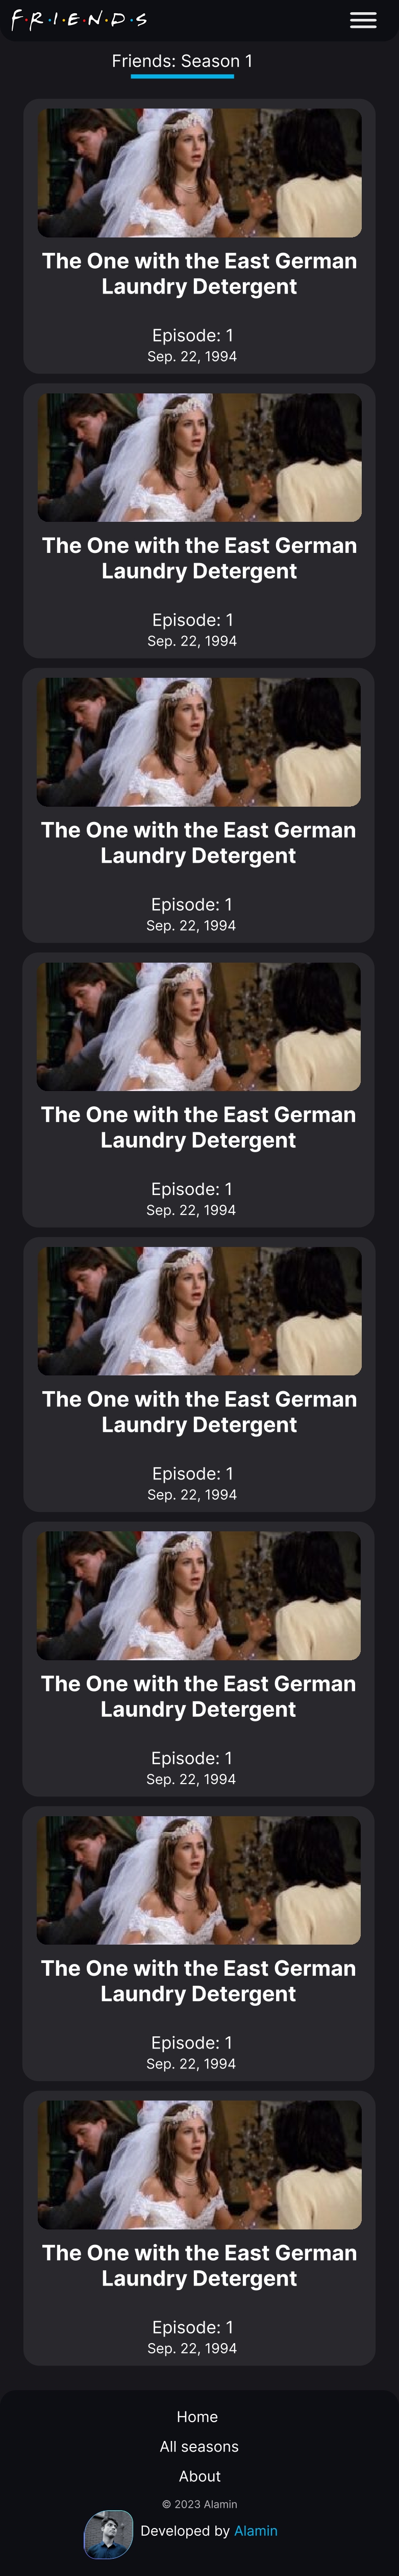 F·R·I·E·N·D·S
Friends: Season 1
The One with the East German
Laundry Detergent
Episode: 1
Sep. 22, 1994
The One with the East German
Laundry Detergent
Episode: 1
Sep. 22, 1994
The One with the East German
Laundry Detergent
Episode: 1
Sep. 22, 1994
The One with the East German
Laundry Detergent
Episode: 1
Sep. 22, 1994
The One with the East German
Laundry Detergent
Episode: 1
Sep. 22, 1994
The One with the East German
Laundry Detergent
Episode: 1
Sep. 22, 1994
The One with the East German
Laundry Detergent
Episode: 1
Sep. 22, 1994
The One with the East German
Laundry Detergent
Episode: 1
Sep. 22, 1994
Home
All seasons
About
© 2023 Alamin
Developed by Alamin